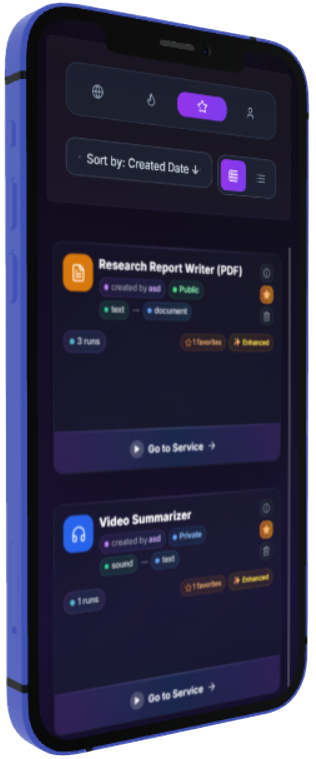 Sort by: Created Date ↓
Research Report Writer (PDF)
created by asd Public
text → document
3 runs 1 favorites Enhanced
Go to Service →
Video Summarizer
created by asd Private
sound → text
1 favorites Enhanced
1 runs
Go to Service →